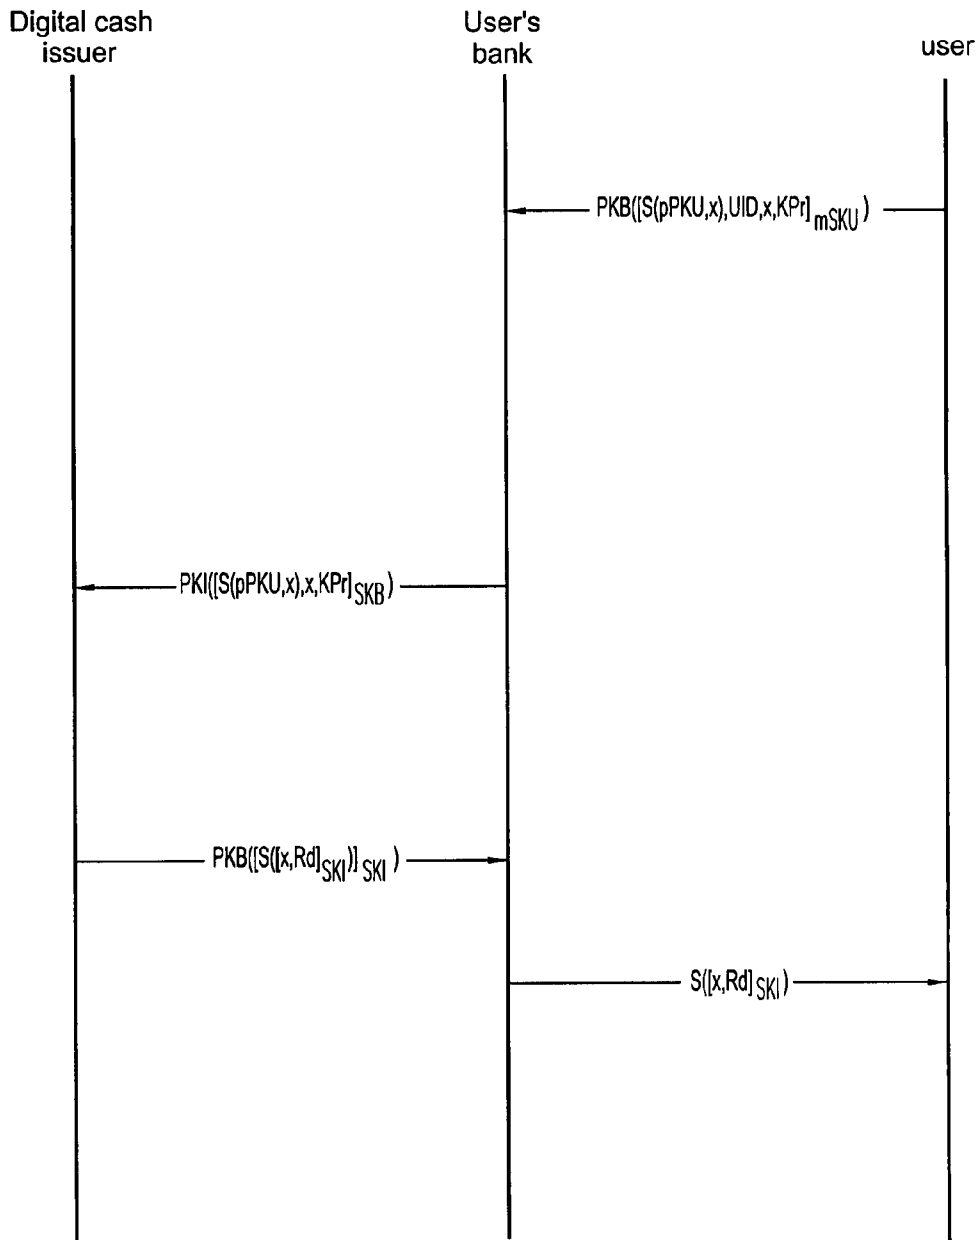 Digital cash
issuer
User's
bank
user
PKB([S(pPKU,x),UID,x,KPr]mSKU)
PKI([S(pPKU,x),x,KPr]SKB)
PKB([S([x,Rd]SKI)]SKI)
S([x,Rd]SKI)